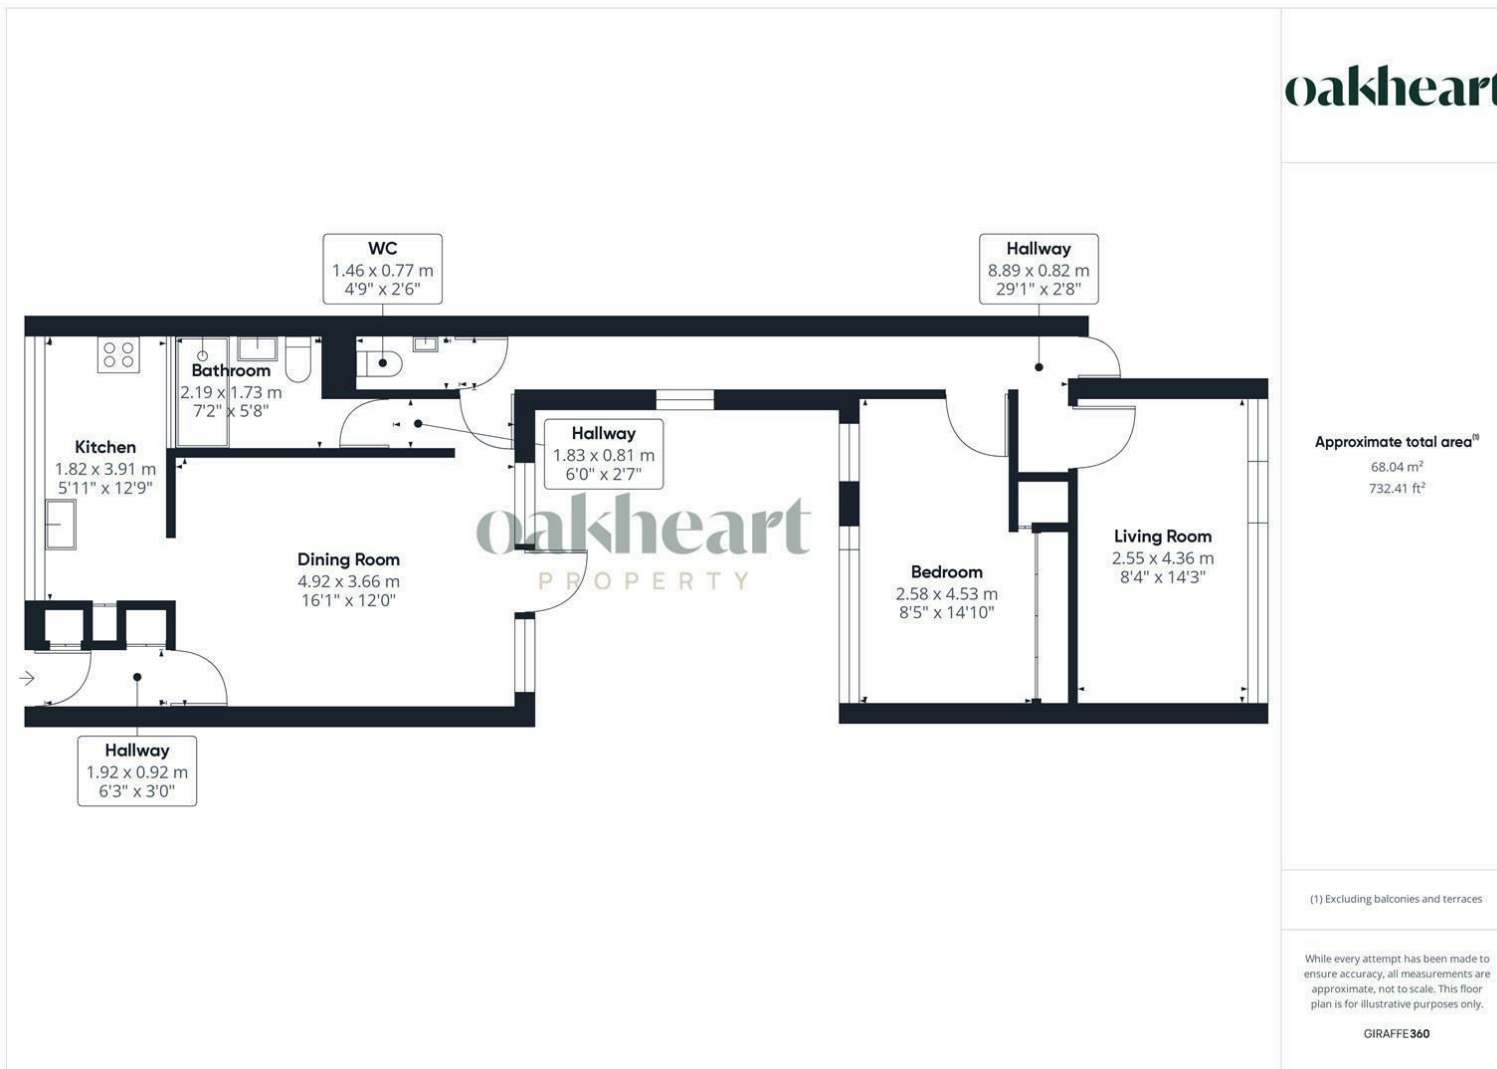 oakheart
WC
1.46 x 0.77 m
4'9" x 2'6"
Hallway
8.89 x 0.82 m
29'1" x 2'8"
Bathroom
2.19 x 1.73 m
7'2" x 5'8"
Kitchen
1.82 x 3.91 m
5'11" x 12'9"
Hallway
1.83 x 0.81 m
6'0" x 2'7"
oakheart
PROPERTY
Dining Room
4.92 x 3.66 m
16'1" x 12'0"
Bedroom
2.58 x 4.53 m
8'5" x 14'10"
Living Room
2.55 x 4.36 m
8'4" x 14'3"
Hallway
1.92 x 0.92 m
6'3" x 3'0"
Approximate total area(1)
68.04 m²
732.41 ft²
(1) Excluding balconies and terraces
While every attempt has been made to
ensure accuracy, all measurements are
approximate, not to scale. This floor
plan is for illustrative purposes only.
GIRAFFE360